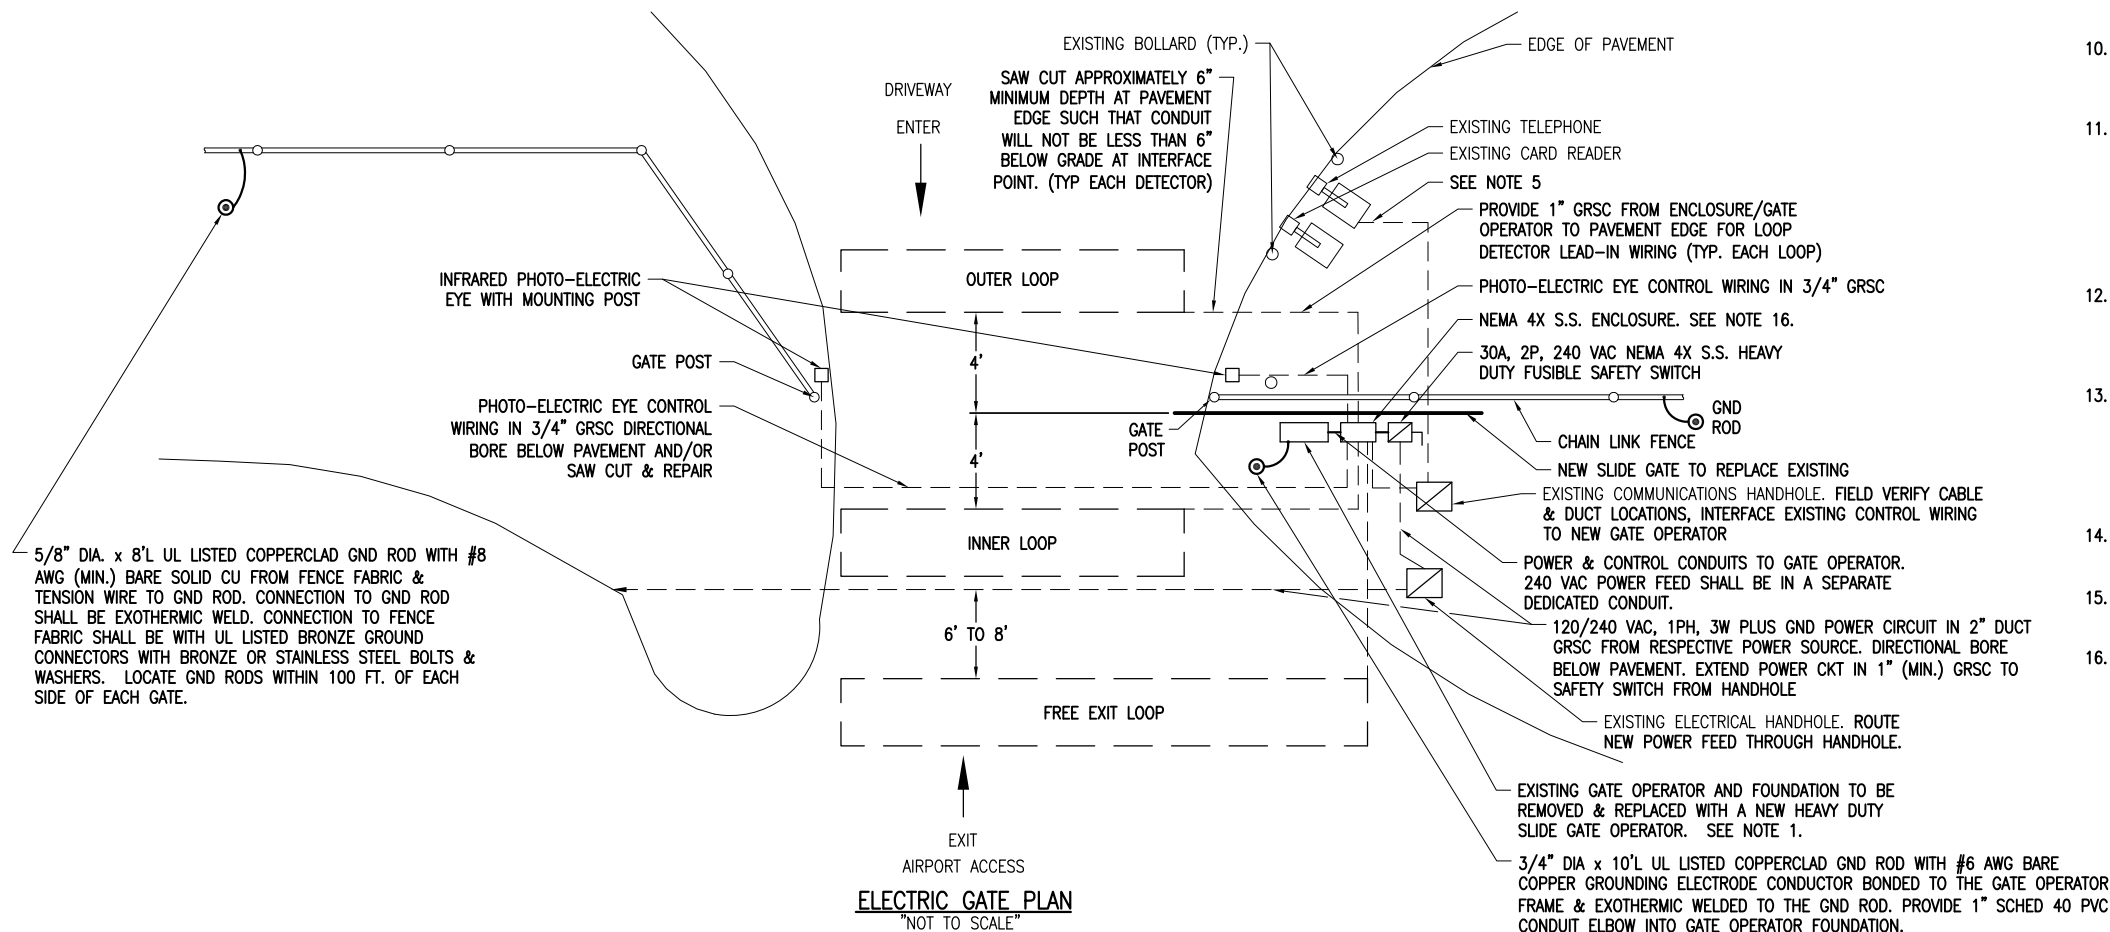 EXISTING BOLLARD (TYP.)
EDGE OF PAVEMENT
SAW CUT APPROXIMATELY 6"
MINIMUM DEPTH AT PAVEMENT
EDGE SUCH THAT CONDUIT
WILL NOT BE LESS THAN 6"
BELOW GRADE AT INTERFACE
POINT. (TYP EACH DETECTOR)
DRIVEWAY
ENTER
EXISTING TELEPHONE
EXISTING CARD READER
SEE NOTE 5
PROVIDE 1" GRSC FROM ENCLOSURE/GATE
OPERATOR TO PAVEMENT EDGE FOR LOOP
DETECTOR LEAD-IN WIRING (TYP. EACH LOOP)
PHOTO-ELECTRIC EYE CONTROL WIRING IN 3/4" GRSC
NEMA 4X S.S. ENCLOSURE. SEE NOTE 16.
30A, 2P, 240 VAC NEMA 4X S.S. HEAVY
DUTY FUSIBLE SAFETY SWITCH
OUTER LOOP
INFRARED PHOTO-ELECTRIC
EYE WITH MOUNTING POST
GATE POST
4'
PHOTO-ELECTRIC EYE CONTROL
WIRING IN 3/4" GRSC DIRECTIONAL
BORE BELOW PAVEMENT AND/OR
SAW CUT & REPAIR
4'
GATE
POST
GND
ROD
CHAIN LINK FENCE
NEW SLIDE GATE TO REPLACE EXISTING
EXISTING COMMUNICATIONS HANDHOLE. FIELD VERIFY CABLE
& DUCT LOCATIONS, INTERFACE EXISTING CONTROL WIRING
TO NEW GATE OPERATOR
INNER LOOP
5/8" DIA. x 8'L UL LISTED COPPERCLAD GND ROD WITH #8
AWG (MIN.) BARE SOLID CU FROM FENCE FABRIC &
TENSION WIRE TO GND ROD. CONNECTION TO GND ROD
SHALL BE EXOTHERMIC WELD. CONNECTION TO FENCE
FABRIC SHALL BE WITH UL LISTED BRONZE GROUND
CONNECTORS WITH BRONZE OR STAINLESS STEEL BOLTS &
WASHERS. LOCATE GND RODS WITHIN 100 FT. OF EACH
SIDE OF EACH GATE.
POWER & CONTROL CONDUITS TO GATE OPERATOR.
240 VAC POWER FEED SHALL BE IN A SEPARATE
DEDICATED CONDUIT.
6' TO 8'
120/240 VAC, 1PH, 3W PLUS GND POWER CIRCUIT IN 2" DUCT
GRSC FROM RESPECTIVE POWER SOURCE. DIRECTIONAL BORE
BELOW PAVEMENT. EXTEND POWER CKT IN 1" (MIN.) GRSC TO
SAFETY SWITCH FROM HANDHOLE
FREE EXIT LOOP
EXISTING ELECTRICAL HANDHOLE. ROUTE
NEW POWER FEED THROUGH HANDHOLE.
EXISTING GATE OPERATOR AND FOUNDATION TO BE
REMOVED & REPLACED WITH A NEW HEAVY DUTY
SLIDE GATE OPERATOR. SEE NOTE 1.
EXIT
AIRPORT ACCESS
3/4" DIA x 10'L UL LISTED COPPERCLAD GND ROD WITH #6 AWG BARE
COPPER GROUNDING ELECTRODE CONDUCTOR BONDED TO THE GATE OPERATOR
FRAME & EXOTHERMIC WELDED TO THE GND ROD. PROVIDE 1" SCHED 40 PVC
CONDUIT ELBOW INTO GATE OPERATOR FOUNDATION.
ELECTRIC GATE PLAN
"NOT TO SCALE"
10.
11.
12.
13.
14.
15.
16.